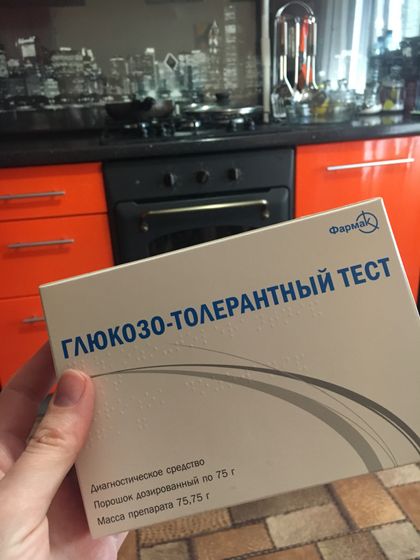 Фармак
ГЛЮКОЗО-ТОЛЕРАНТНЫЙ ТЕСТ
Диагностическое средство
Порошок дозированный по 75 г
Масса препарата 75,75 г